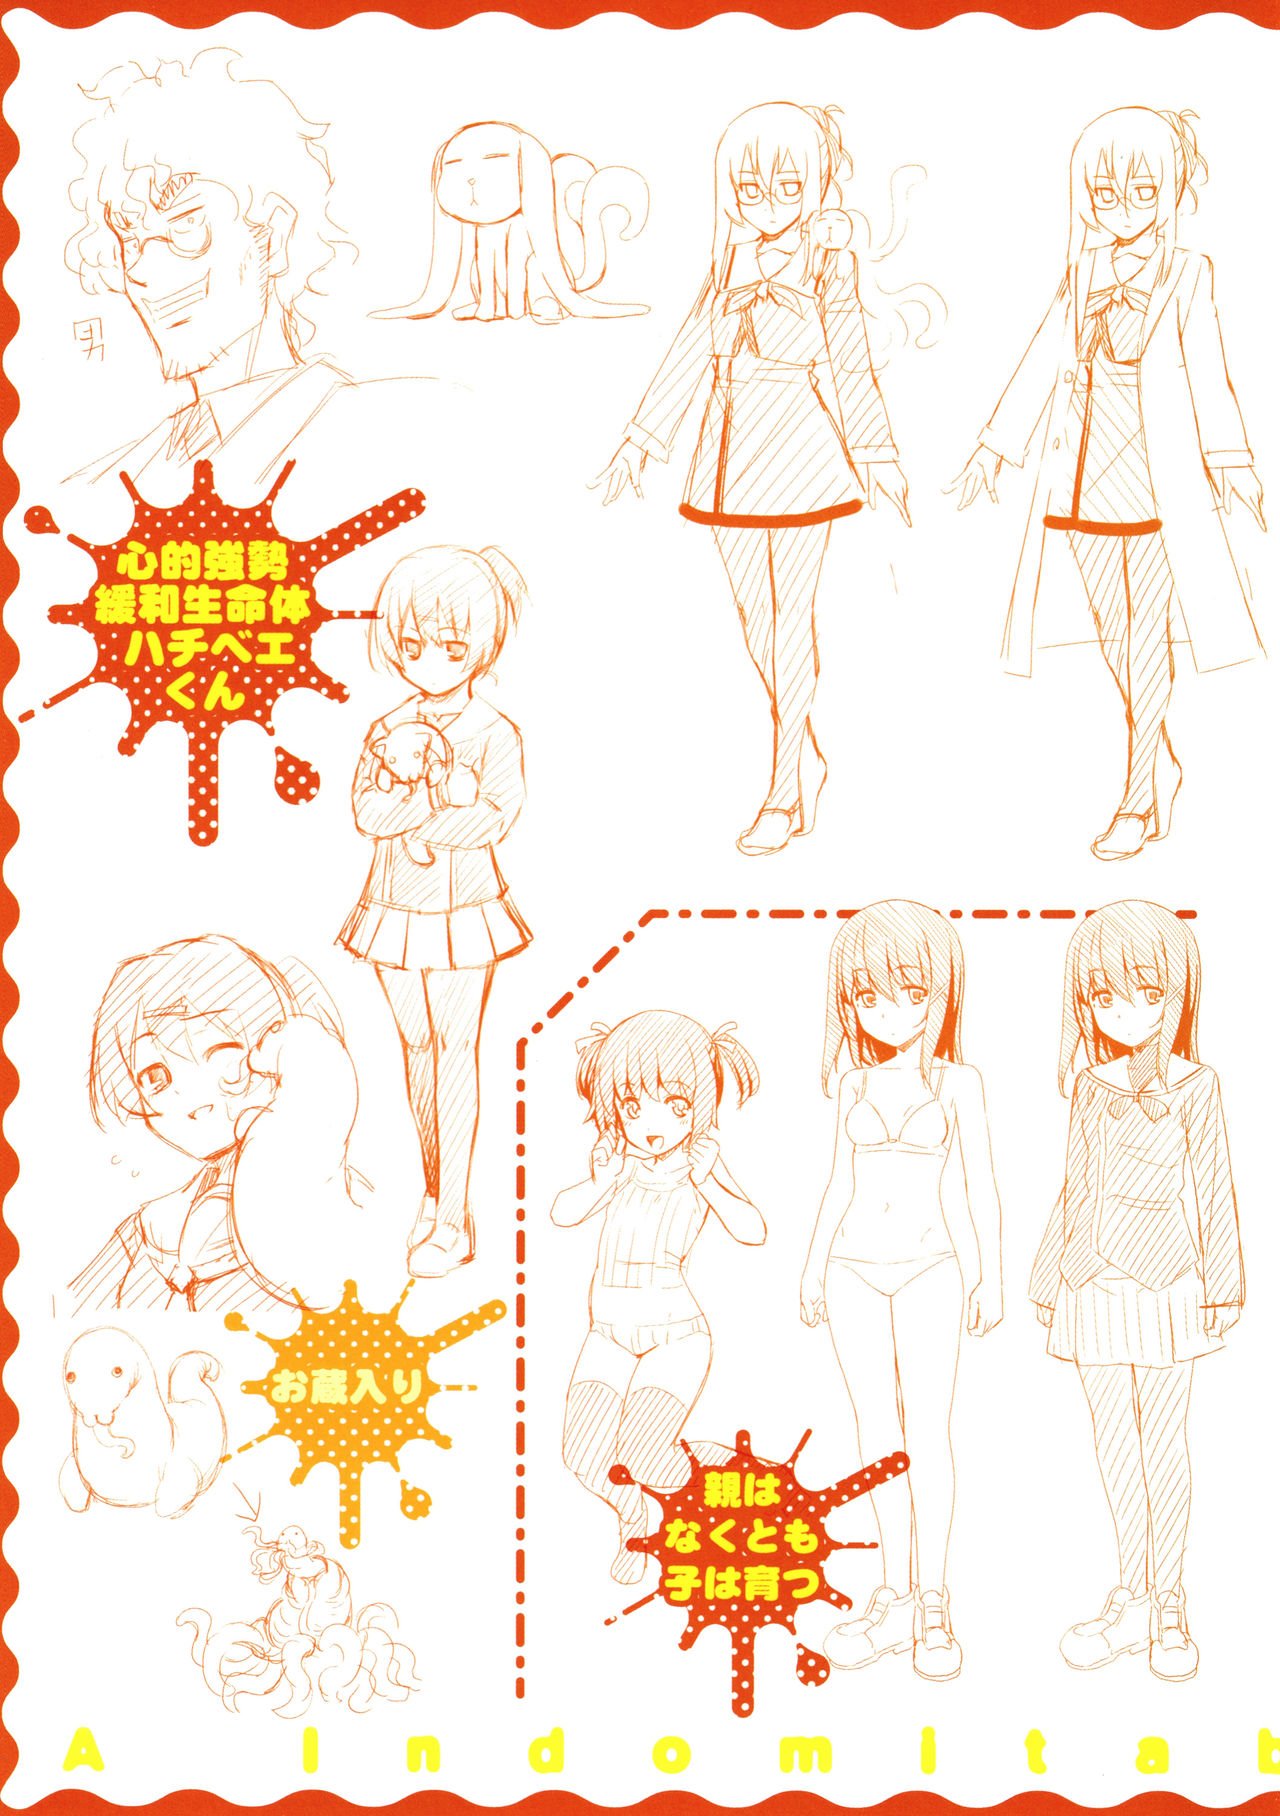 男
心的強勢
緩和生命体
ハチベエ
くん
お蔵入り
親は
なくとも
子は育つ
A Indomitab